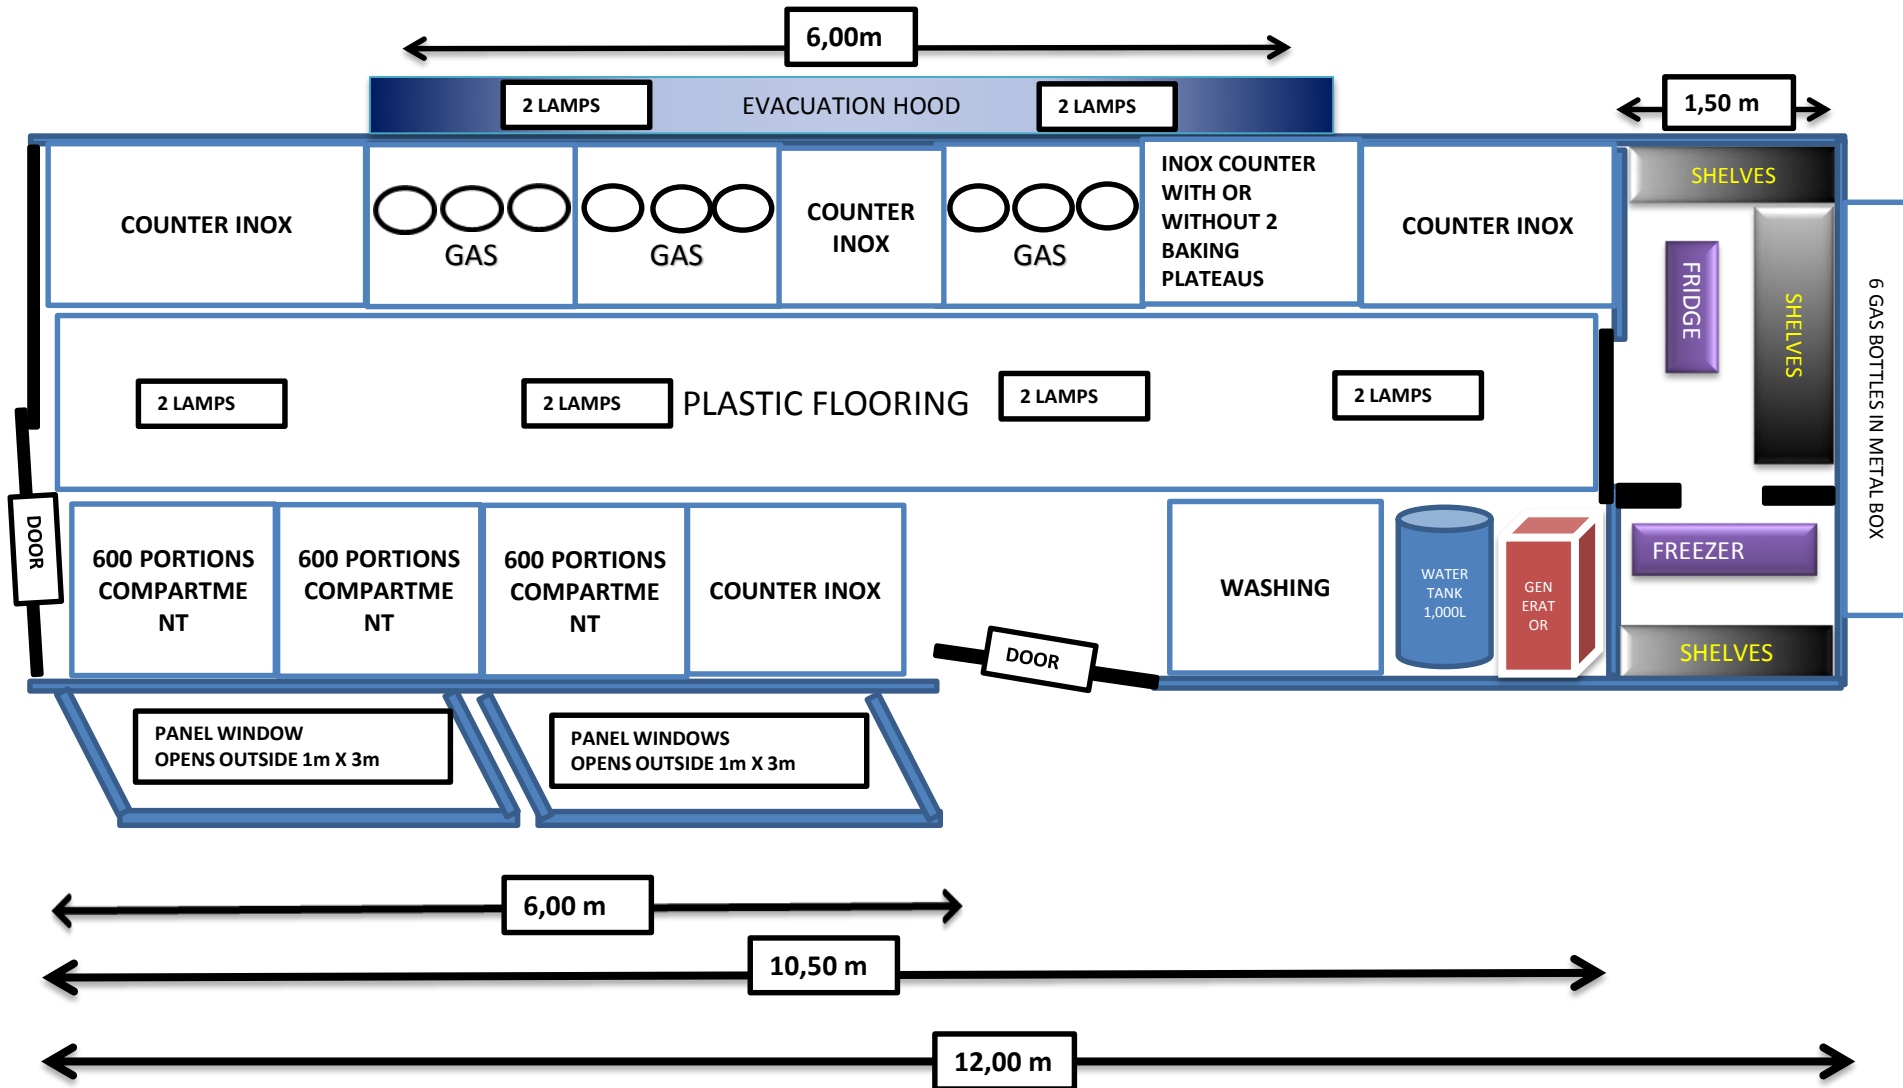 6,00m
2 LAMPS
EVACUATION HOOD
2 LAMPS
1,50 m
COUNTER INOX
GAS
GAS
COUNTER
INOX
GAS
INOX COUNTER
WITH OR
WITHOUT 2
BAKING
PLATEAUS
COUNTER INOX
SHELVES
FRIDGE
SHELVES
6 GAS BOTTLES IN METAL BOX
2 LAMPS
2 LAMPS
PLASTIC FLOORING
2 LAMPS
2 LAMPS
DOOR
600 PORTIONS
COMPARTME
NT
600 PORTIONS
COMPARTME
NT
600 PORTIONS
COMPARTME
NT
COUNTER INOX
DOOR
WASHING
WATER
TANK
1,000L
GEN
ERAT
OR
FREEZER
SHELVES
PANEL WINDOW
OPENS OUTSIDE 1m X 3m
PANEL WINDOWS
OPENS OUTSIDE 1m X 3m
6,00 m
10,50 m
12,00 m